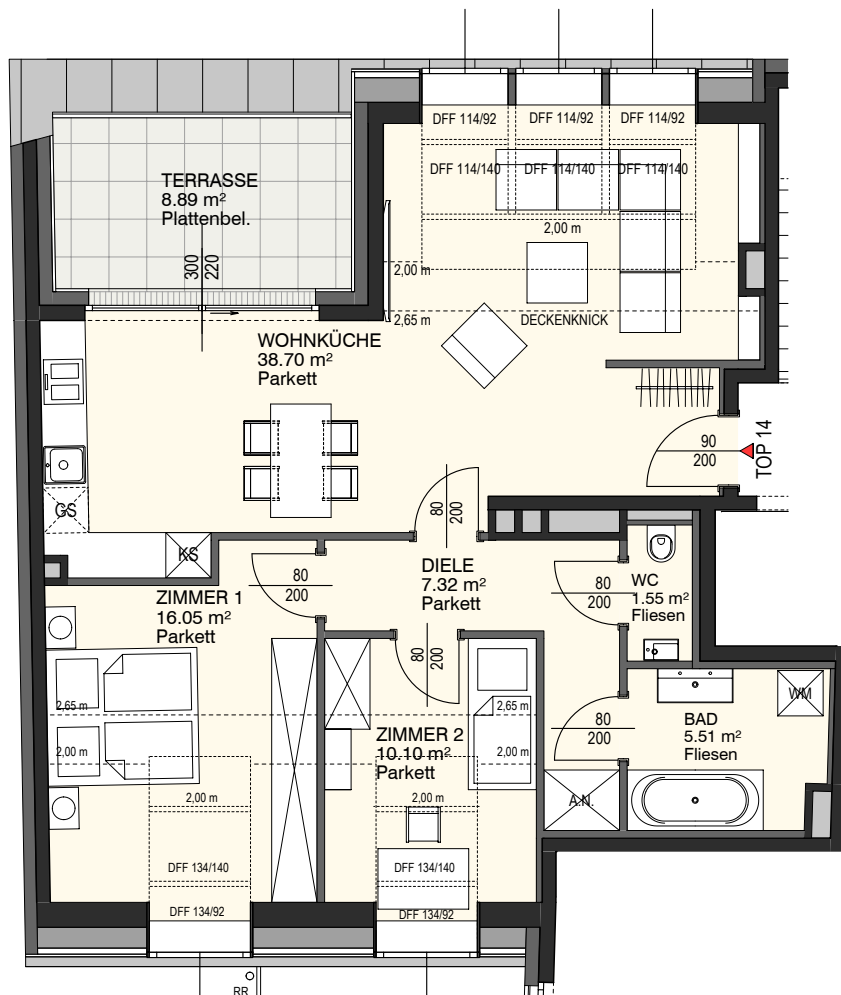 DFF 114/92
DFF 114/92
DFF 114/92
DFF 114/140
DFF 114/140
DFF 114/140
TERRASSE
8.89 m²
Plattenbel.
300
220
2,00 m
2,00 m
2,65 m
DECKENKNICK
WOHNKÜCHE
38.70 m²
Parkett
90
200
TOP 14
GS
KS
80
200
DIELE
7.32 m²
Parkett
80
200
80
200
WC
1.55 m²
Fliesen
ZIMMER 1
16.05 m²
Parkett
80
200
2,65 m
2,00 m
2,65 m
2,00 m
ZIMMER 2
10.10 m²
Parkett
80
200
BAD
5.51 m²
Fliesen
WM
A.N.
2,00 m
2,00 m
DFF 134/140
DFF 134/140
DFF 134/92
DFF 134/92
RR